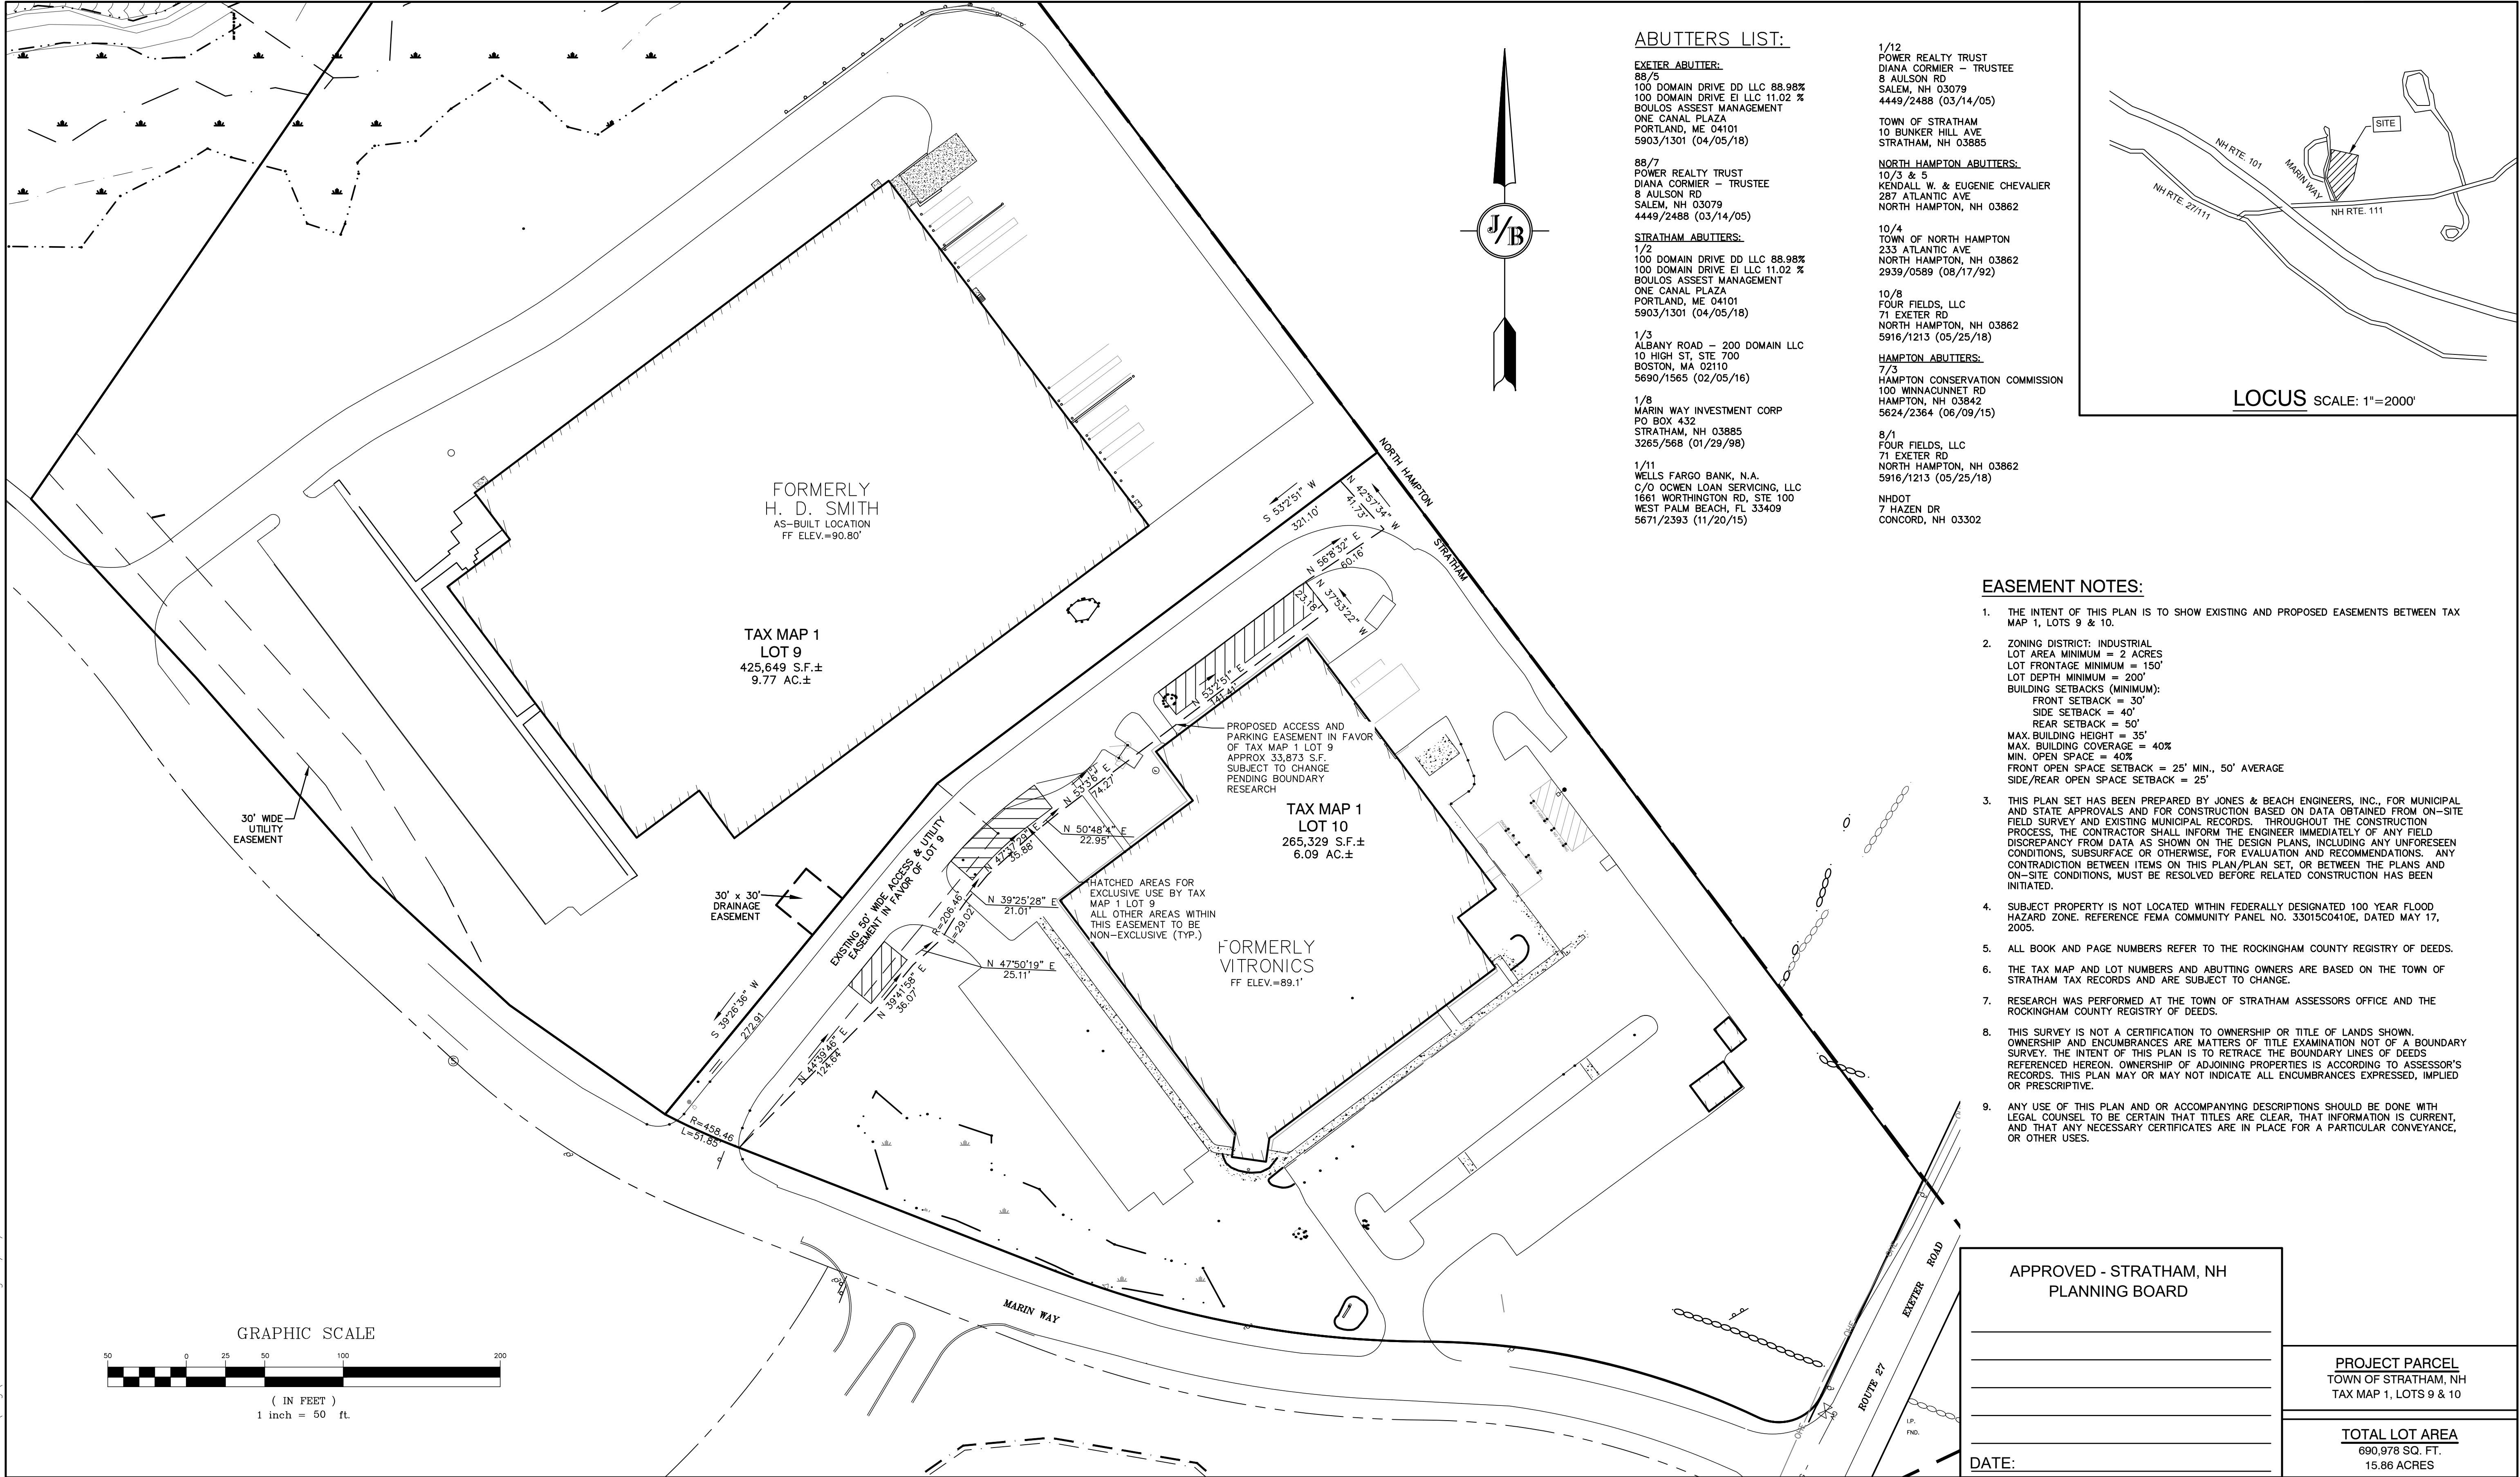 ABUTTERS LIST:
EXETER ABUTTER:
88/5
100 DOMAIN DRIVE DD LLC 88.98%
100 DOMAIN DRIVE EI LLC 11.02 %
BOULOS ASSEST MANAGEMENT
ONE CANAL PLAZA
PORTLAND, ME 04101
5903/1301 (04/05/18)
88/7
POWER REALTY TRUST
DIANA CORMIER – TRUSTEE
8 AULSON RD
SALEM, NH 03079
4449/2488 (03/14/05)
STRATHAM ABUTTERS:
1/2
100 DOMAIN DRIVE DD LLC 88.98%
100 DOMAIN DRIVE EI LLC 11.02 %
BOULOS ASSEST MANAGEMENT
ONE CANAL PLAZA
PORTLAND, ME 04101
5903/1301 (04/05/18)
1/3
ALBANY ROAD – 200 DOMAIN LLC
10 HIGH ST, STE 700
BOSTON, MA 02110
5690/1565 (02/05/16)
1/8
MARIN WAY INVESTMENT CORP
PO BOX 432
STRATHAM, NH 03885
3265/568 (01/29/98)
1/11
WELLS FARGO BANK, N.A.
C/O OCWEN LOAN SERVICING, LLC
1661 WORTHINGTON RD, STE 100
WEST PALM BEACH, FL 33409
5671/2393 (11/20/15)
1/12
POWER REALTY TRUST
DIANA CORMIER – TRUSTEE
8 AULSON RD
SALEM, NH 03079
4449/2488 (03/14/05)
TOWN OF STRATHAM
10 BUNKER HILL AVE
STRATHAM, NH 03885
NORTH HAMPTON ABUTTERS:
10/3 & 5
KENDALL W. & EUGENIE CHEVALIER
287 ATLANTIC AVE
NORTH HAMPTON, NH 03862
10/4
TOWN OF NORTH HAMPTON
233 ATLANTIC AVE
NORTH HAMPTON, NH 03862
2939/0589 (08/17/92)
10/8
FOUR FIELDS, LLC
71 EXETER RD
NORTH HAMPTON, NH 03862
5916/1213 (05/25/18)
HAMPTON ABUTTERS:
7/3
HAMPTON CONSERVATION COMMISSION
100 WINNACUNNET RD
HAMPTON, NH 03842
5624/2364 (06/09/15)
8/1
FOUR FIELDS, LLC
71 EXETER RD
NORTH HAMPTON, NH 03862
5916/1213 (05/25/18)
NHDOT
7 HAZEN DR
CONCORD, NH 03302
SITE
NH RTE. 101
MARIN WAY
NH RTE. 27/111
NH RTE. 111
LOCUS SCALE: 1"=2000'
J/B
FORMERLY
H. D. SMITH
AS–BUILT LOCATION
FF ELEV.=90.80'
TAX MAP 1
LOT 9
425,649 S.F.±
9.77 AC.±
NORTH HAMPTON
STRATHAM
S 53°2'51" W
321.10'
N 42°57'34" W
41.73'
N 56°8'32" E
60.16'
N 37°53'22" W
23.18'
N 53°2'51" E
141.41'
PROPOSED ACCESS AND
PARKING EASEMENT IN FAVOR
OF TAX MAP 1 LOT 9
APPROX 33,873 S.F.
SUBJECT TO CHANGE
PENDING BOUNDARY
RESEARCH
TAX MAP 1
LOT 10
265,329 S.F.±
6.09 AC.±
N 53°3'6" E
74.27'
N 50°48'4" E
22.95'
N 47°37'29" E
35.88'
HATCHED AREAS FOR
EXCLUSIVE USE BY TAX
MAP 1 LOT 9
ALL OTHER AREAS WITHIN
THIS EASEMENT TO BE
NON–EXCLUSIVE (TYP.)
N 39°25'28" E
21.01'
R=206.46'
L=29.02'
N 47°50'19" E
25.11'
N 39°41'58" E
36.07'
N 44°39'46" E
124.64'
EXISTING 50' WIDE ACCESS & UTILITY
EASEMENT IN FAVOR OF LOT 9
S 39°26'36" W
272.91
R=458.46
L=51.85'
30' WIDE
UTILITY
EASEMENT
30' x 30'
DRAINAGE
EASEMENT
FORMERLY
VITRONICS
FF ELEV.=89.1'
MARIN WAY
EXETER ROAD
ROUTE 27
OHE
OHE
OHE
I.P.
FND.
EASEMENT NOTES:
1. THE INTENT OF THIS PLAN IS TO SHOW EXISTING AND PROPOSED EASEMENTS BETWEEN TAX
MAP 1, LOTS 9 & 10.
2. ZONING DISTRICT: INDUSTRIAL
LOT AREA MINIMUM = 2 ACRES
LOT FRONTAGE MINIMUM = 150'
LOT DEPTH MINIMUM = 200'
BUILDING SETBACKS (MINIMUM):
FRONT SETBACK = 30'
SIDE SETBACK = 40'
REAR SETBACK = 50'
MAX. BUILDING HEIGHT = 35'
MAX. BUILDING COVERAGE = 40%
MIN. OPEN SPACE = 40%
FRONT OPEN SPACE SETBACK = 25' MIN., 50' AVERAGE
SIDE/REAR OPEN SPACE SETBACK = 25'
3. THIS PLAN SET HAS BEEN PREPARED BY JONES & BEACH ENGINEERS, INC., FOR MUNICIPAL
AND STATE APPROVALS AND FOR CONSTRUCTION BASED ON DATA OBTAINED FROM ON–SITE
FIELD SURVEY AND EXISTING MUNICIPAL RECORDS. THROUGHOUT THE CONSTRUCTION
PROCESS, THE CONTRACTOR SHALL INFORM THE ENGINEER IMMEDIATELY OF ANY FIELD
DISCREPANCY FROM DATA AS SHOWN ON THE DESIGN PLANS, INCLUDING ANY UNFORESEEN
CONDITIONS, SUBSURFACE OR OTHERWISE, FOR EVALUATION AND RECOMMENDATIONS. ANY
CONTRADICTION BETWEEN ITEMS ON THIS PLAN/PLAN SET, OR BETWEEN THE PLANS AND
ON–SITE CONDITIONS, MUST BE RESOLVED BEFORE RELATED CONSTRUCTION HAS BEEN
INITIATED.
4. SUBJECT PROPERTY IS NOT LOCATED WITHIN FEDERALLY DESIGNATED 100 YEAR FLOOD
HAZARD ZONE. REFERENCE FEMA COMMUNITY PANEL NO. 33015C0410E, DATED MAY 17,
2005.
5. ALL BOOK AND PAGE NUMBERS REFER TO THE ROCKINGHAM COUNTY REGISTRY OF DEEDS.
6. THE TAX MAP AND LOT NUMBERS AND ABUTTING OWNERS ARE BASED ON THE TOWN OF
STRATHAM TAX RECORDS AND ARE SUBJECT TO CHANGE.
7. RESEARCH WAS PERFORMED AT THE TOWN OF STRATHAM ASSESSORS OFFICE AND THE
ROCKINGHAM COUNTY REGISTRY OF DEEDS.
8. THIS SURVEY IS NOT A CERTIFICATION TO OWNERSHIP OR TITLE OF LANDS SHOWN.
OWNERSHIP AND ENCUMBRANCES ARE MATTERS OF TITLE EXAMINATION NOT OF A BOUNDARY
SURVEY. THE INTENT OF THIS PLAN IS TO RETRACE THE BOUNDARY LINES OF DEEDS
REFERENCED HEREON. OWNERSHIP OF ADJOINING PROPERTIES IS ACCORDING TO ASSESSOR'S
RECORDS. THIS PLAN MAY OR MAY NOT INDICATE ALL ENCUMBRANCES EXPRESSED, IMPLIED
OR PRESCRIPTIVE.
9. ANY USE OF THIS PLAN AND OR ACCOMPANYING DESCRIPTIONS SHOULD BE DONE WITH
LEGAL COUNSEL TO BE CERTAIN THAT TITLES ARE CLEAR, THAT INFORMATION IS CURRENT,
AND THAT ANY NECESSARY CERTIFICATES ARE IN PLACE FOR A PARTICULAR CONVEYANCE,
OR OTHER USES.
GRAPHIC SCALE
50 0 25 50 100 200
( IN FEET )
1 inch = 50 ft.
APPROVED - STRATHAM, NH
PLANNING BOARD
DATE:
PROJECT PARCEL
TOWN OF STRATHAM, NH
TAX MAP 1, LOTS 9 & 10
TOTAL LOT AREA
690,978 SQ. FT.
15.86 ACRES